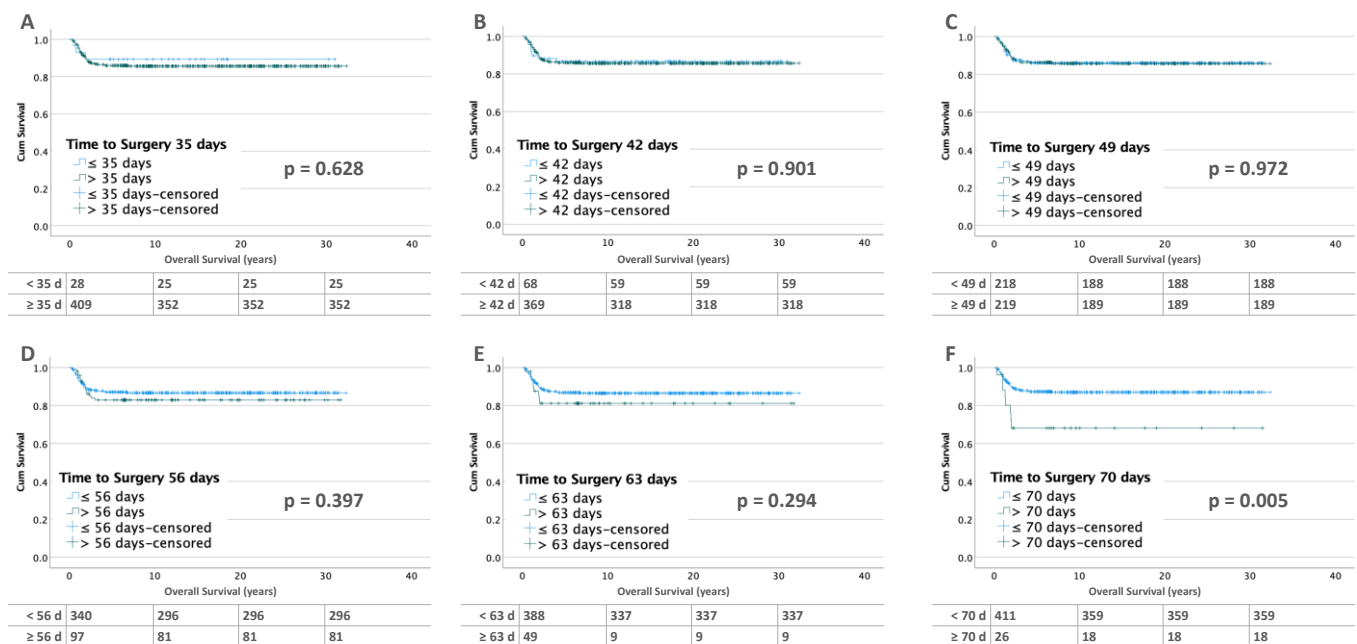 A
1.0
0.8
0.6
0.4
0.2
0.0
Cum Survival
Time to Surgery 35 days
≤ 35 days
> 35 days
≤ 35 days-censored
> 35 days-censored
p = 0.628
0 10 20 30 40
Overall Survival (years)
< 35 d 28 25 25 25
≥ 35 d 409 352 352 352
B
1.0
0.8
0.6
0.4
0.2
0.0
Cum Survival
Time to Surgery 42 days
≤ 42 days
> 42 days
≤ 42 days-censored
> 42 days-censored
p = 0.901
0 10 20 30 40
Overall Survival (years)
< 42 d 68 59 59 59
≥ 42 d 369 318 318 318
C
1.0
0.8
0.6
0.4
0.2
0.0
Cum Survival
Time to Surgery 49 days
≤ 49 days
> 49 days
≤ 49 days-censored
> 49 days-censored
p = 0.972
0 10 20 30 40
Overall Survival (years)
< 49 d 218 188 188 188
≥ 49 d 219 189 189 189
D
1.0
0.8
0.6
0.4
0.2
0.0
Cum Survival
Time to Surgery 56 days
≤ 56 days
> 56 days
≤ 56 days-censored
> 56 days-censored
p = 0.397
0 10 20 30 40
Overall Survival (years)
< 56 d 340 296 296 296
≥ 56 d 97 81 81 81
E
1.0
0.8
0.6
0.4
0.2
0.0
Cum Survival
Time to Surgery 63 days
≤ 63 days
> 63 days
≤ 63 days-censored
> 63 days-censored
p = 0.294
0 10 20 30 40
Overall Survival (years)
< 63 d 388 337 337 337
≥ 63 d 49 9 9 9
F
1.0
0.8
0.6
0.4
0.2
0.0
Cum Survival
Time to Surgery 70 days
≤ 70 days
> 70 days
≤ 70 days-censored
> 70 days-censored
p = 0.005
0 10 20 30 40
Overall Survival (years)
< 70 d 411 359 359 359
≥ 70 d 26 18 18 18